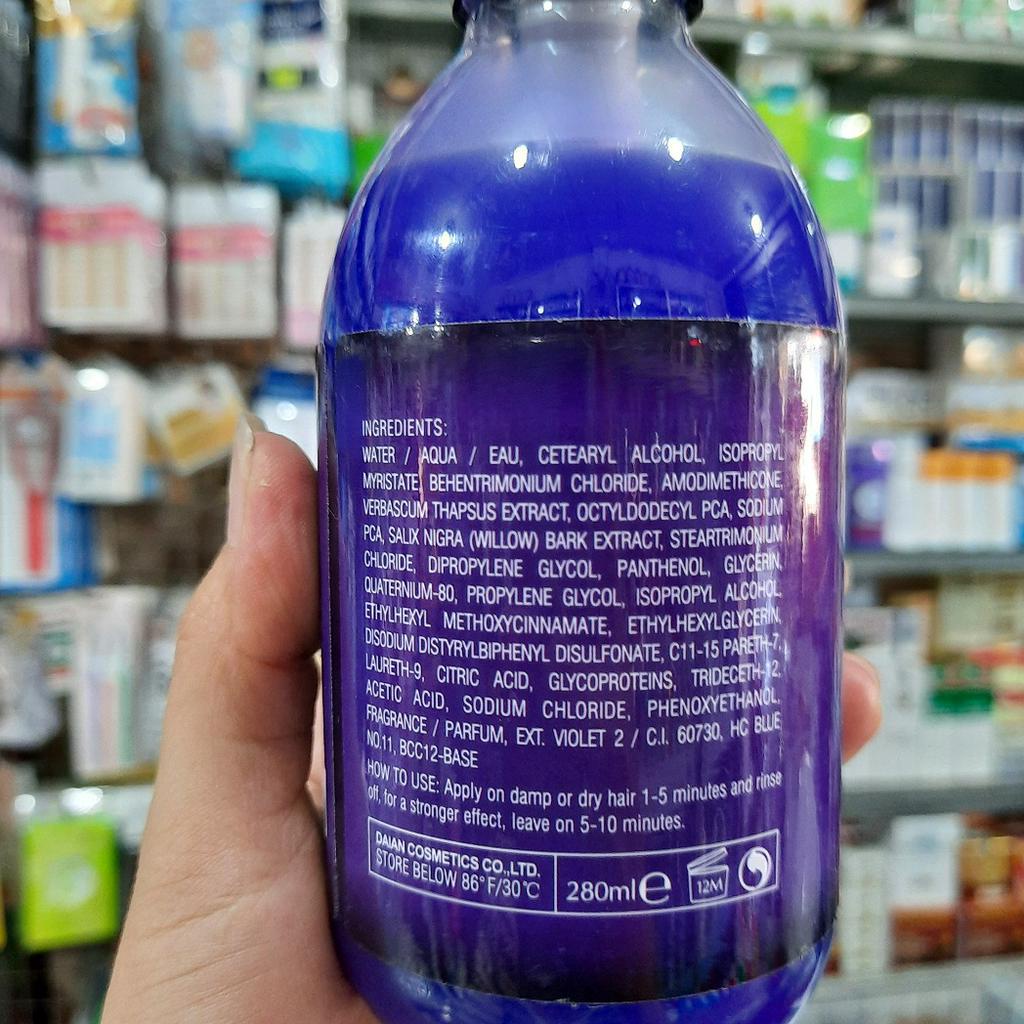 INGREDIENTS:
WATER / AQUA / EAU, CETEARYL ALCOHOL, ISOPROPYL
MYRISTATE, BEHENTRIMONIUM CHLORIDE, AMODIMETHICONE,
VERBASCUM THAPSUS EXTRACT, OCTYLDODECYL PCA, SODIUM
PCA, SALIX NIGRA (WILLOW) BARK EXTRACT, STEARTRIMONIUM
CHLORIDE, DIPROPYLENE GLYCOL, PANTHENOL, GLYCERIN,
QUATERNIUM-80, PROPYLENE GLYCOL, ISOPROPYL ALCOHOL,
ETHYLHEXYL METHOXYCINNAMATE, ETHYLHEXYLGLYCERIN,
DISODIUM DISTYRYLBIPHENYL DISULFONATE, C11-15 PARETH-7,
LAURETH-9, CITRIC ACID, GLYCOPROTEINS, TRIDECETH-12,
ACETIC ACID, SODIUM CHLORIDE, PHENOXYETHANOL,
FRAGRANCE / PARFUM, EXT. VIOLET 2 / C.I. 60730, HC BLUE
NO.11, BCC12-BASE
HOW TO USE: Apply on damp or dry hair 1-5 minutes and rinse
off, for a stronger effect, leave on 5-10 minutes.
DAIAN COSMETICS CO.,LTD.
STORE BELOW 86°F/30°C
280ml e
12M